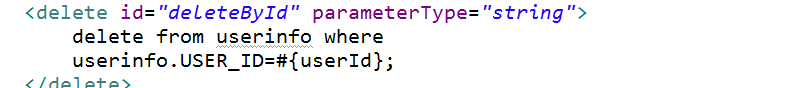 <delete id="deleteById" parameterType="string">
delete from userinfo where
userinfo.USER_ID=#{userId};
</delete>